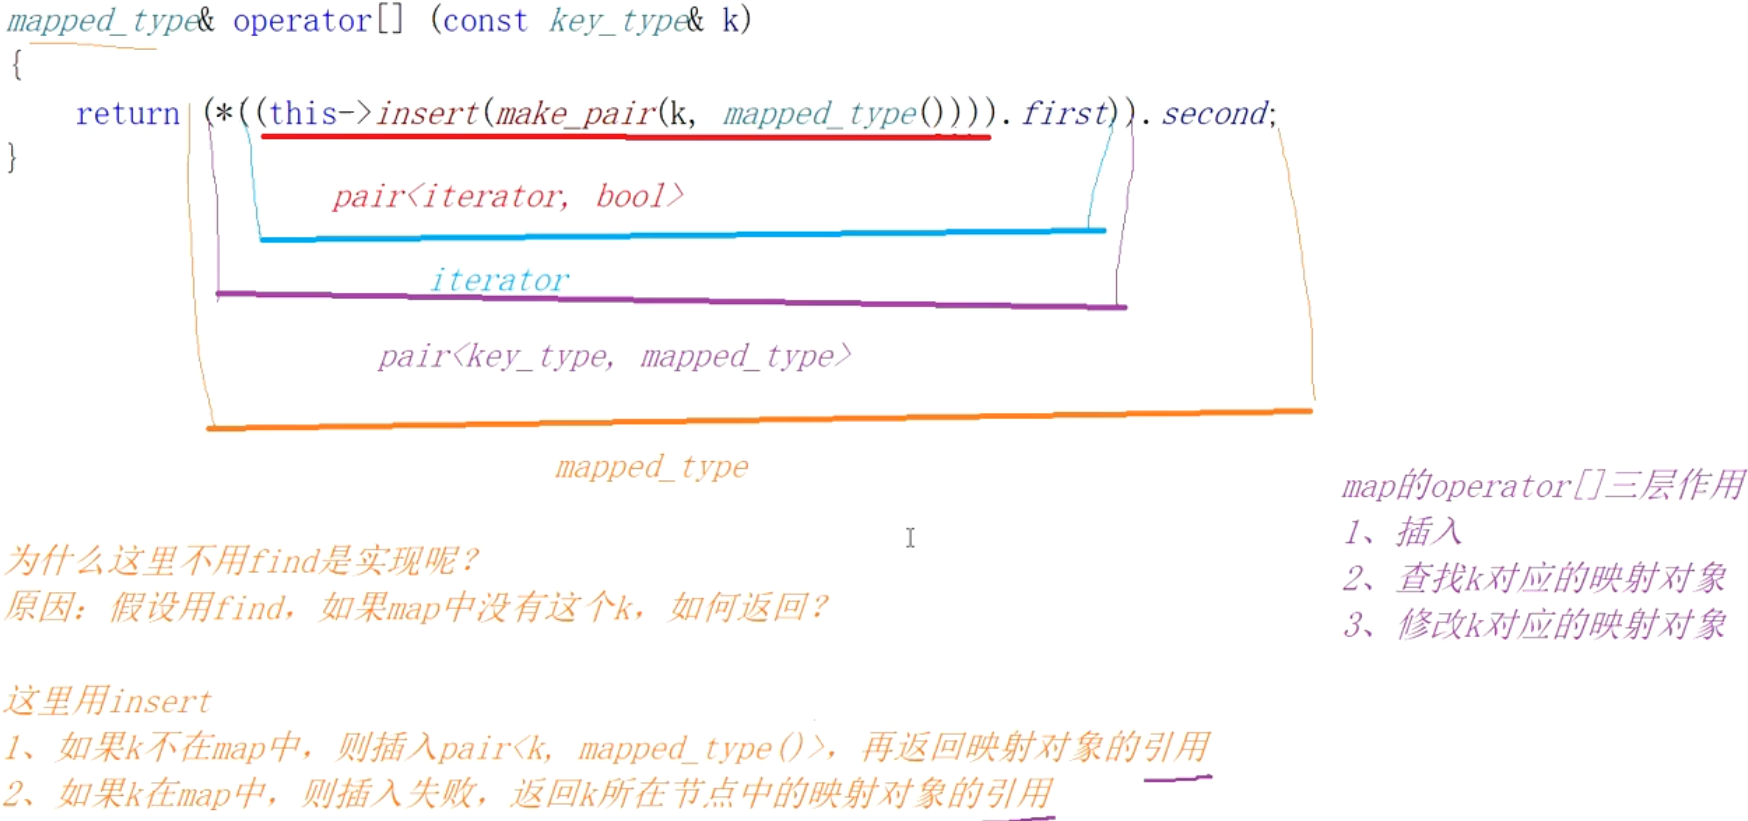 mapped_type& operator[] (const key_type& k)
{
return (*((this->insert(make_pair(k, mapped_type()))).first)).second;
}
pair<iterator, bool>
iterator
pair<key_type, mapped_type>
mapped_type
map的operator[]三层作用
1、插入
2、查找k对应的映射对象
3、修改k对应的映射对象
为什么这里不用find是实现呢?
原因：假设用find，如果map中没有这个k，如何返回?
这里用insert
1、如果k不在map中，则插入pair<k, mapped_type()>，再返回映射对象的引用
2、如果k在map中，则插入失败，返回k所在节点中的映射对象的引用